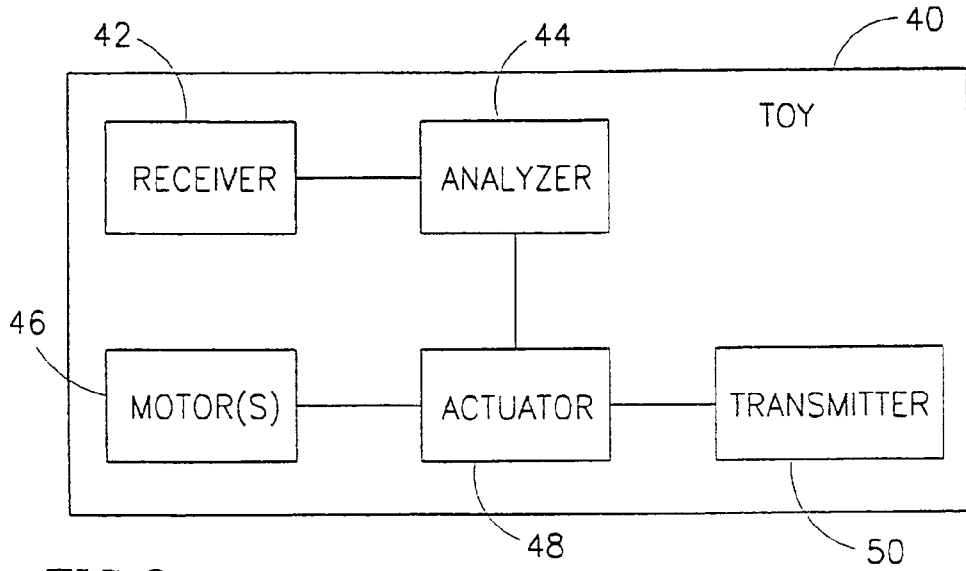 42 44 40
TOY
RECEIVER ANALYZER
46
MOTOR(S) ACTUATOR TRANSMITTER
48 50